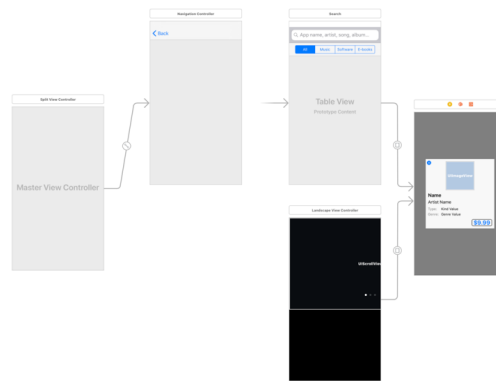 Split View Controller
Master View Controller
Navigation Controller
Back
Search
App name, artist, song, album...
All Music Software E-books
Table View
Prototype Content
Landscape View Controller
UIScrollView
UIImageView
Name
Artist Name
Type: Kind Value
Genre: Genre Value
$9.99